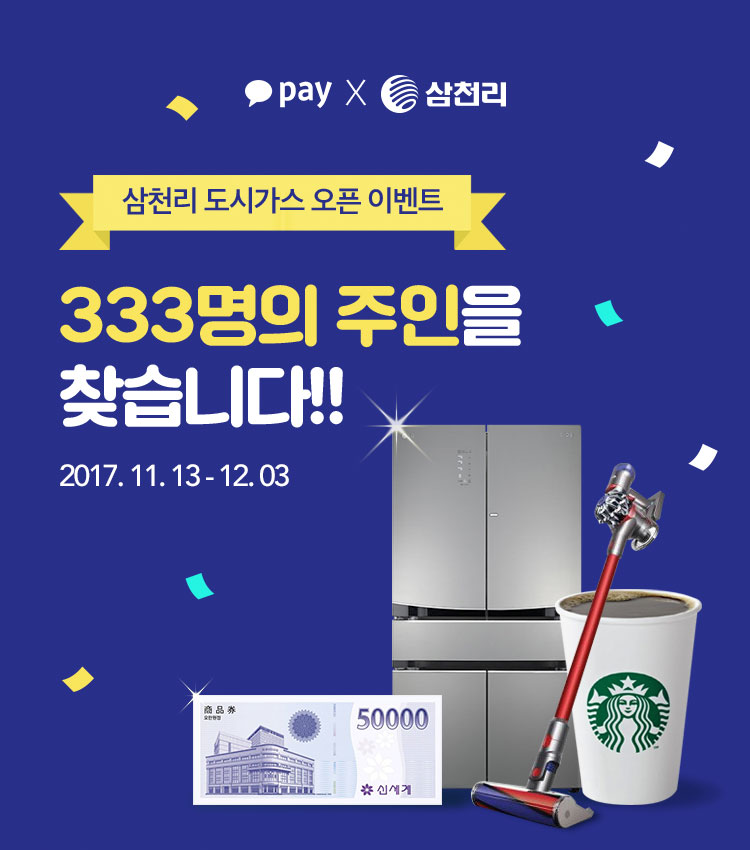 pay X 삼천리
삼천리 도시가스 오픈 이벤트
333명의 주인을
찾습니다!!
2017. 11. 13 - 12. 03
商品券
50000
신세계